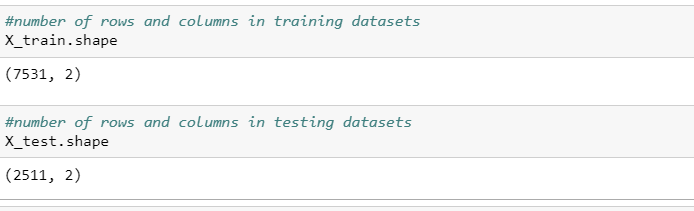 #number of rows and columns in training datasets
X_train.shape
(7531, 2)
#number of rows and columns in testing datasets
X_test.shape
(2511, 2)